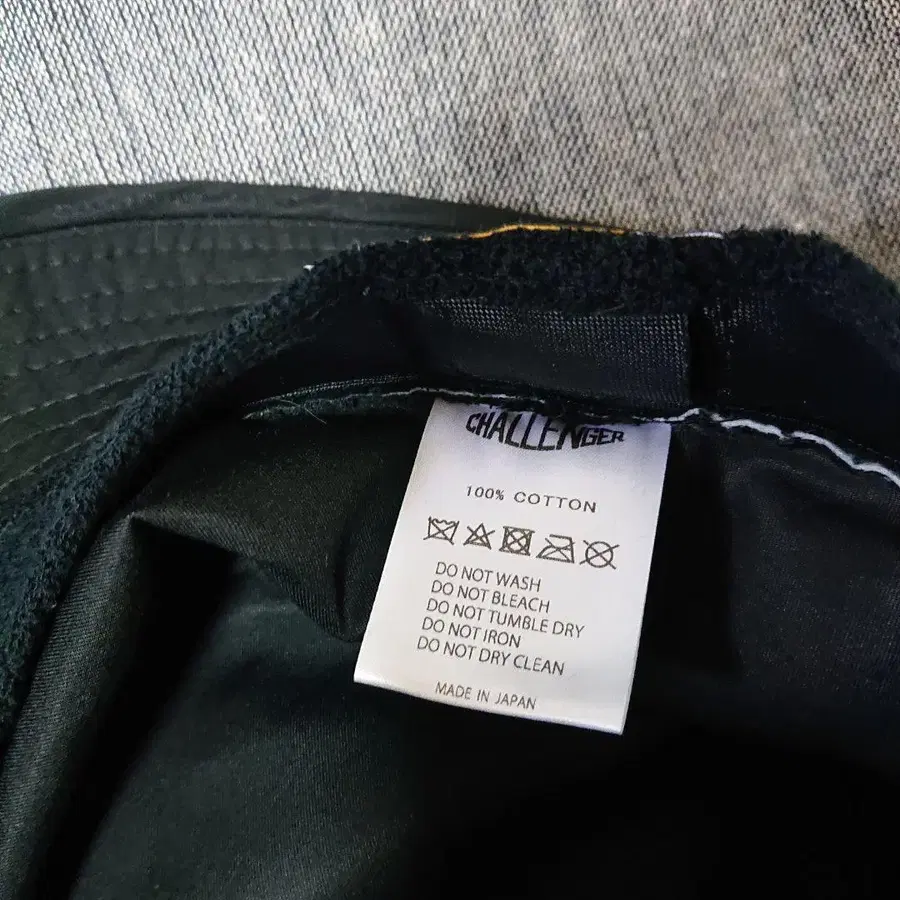 CHALLENGER
100% COTTON
DO NOT WASH
DO NOT BLEACH
DO NOT TUMBLE DRY
DO NOT IRON
DO NOT DRY CLEAN
MADE IN JAPAN